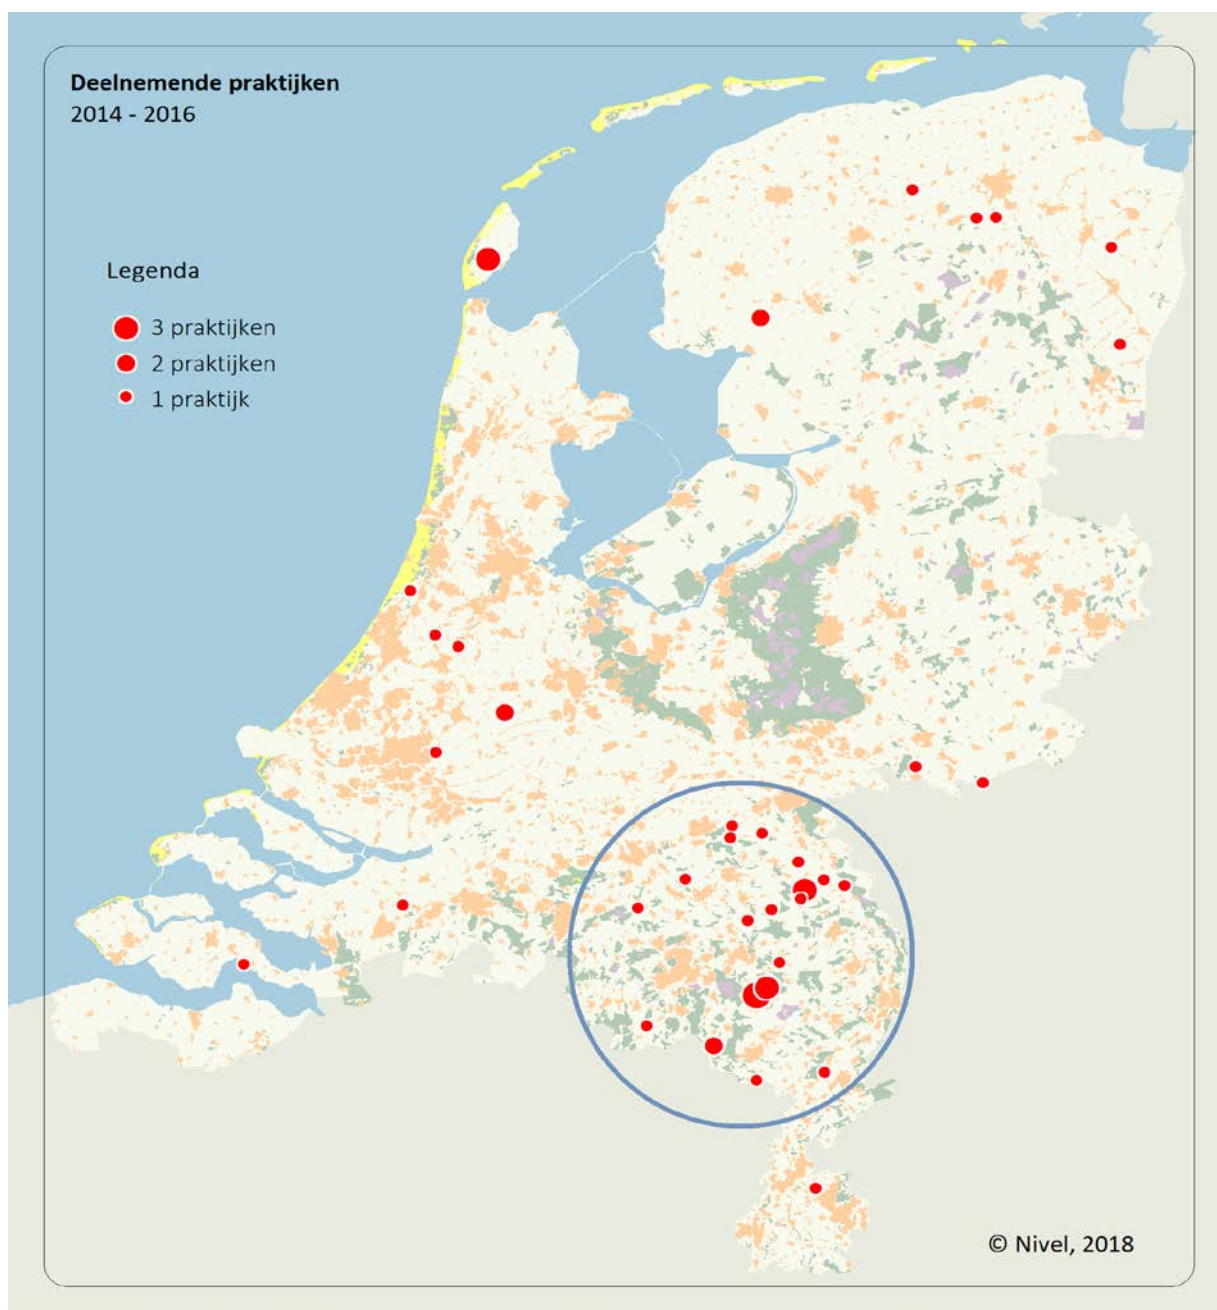 Deelnemende praktijken
2014 - 2016
Legenda
3 praktijken
2 praktijken
1 praktijk
© Nivel, 2018